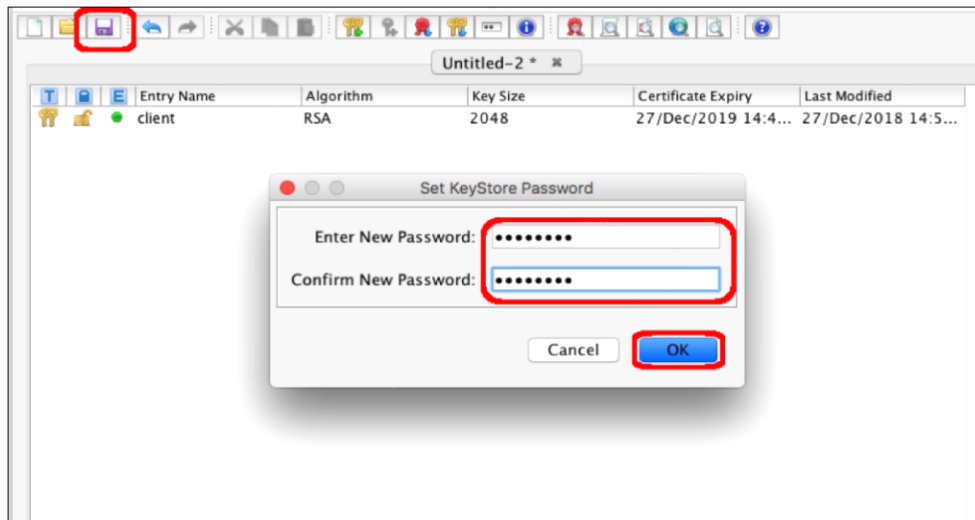 Untitled-2 *
T E Entry Name Algorithm Key Size Certificate Expiry Last Modified
client RSA 2048 27/Dec/2019 14:4... 27/Dec/2018 14:5...
Set KeyStore Password
Enter New Password: ••••••••
Confirm New Password: ••••••••
Cancel OK